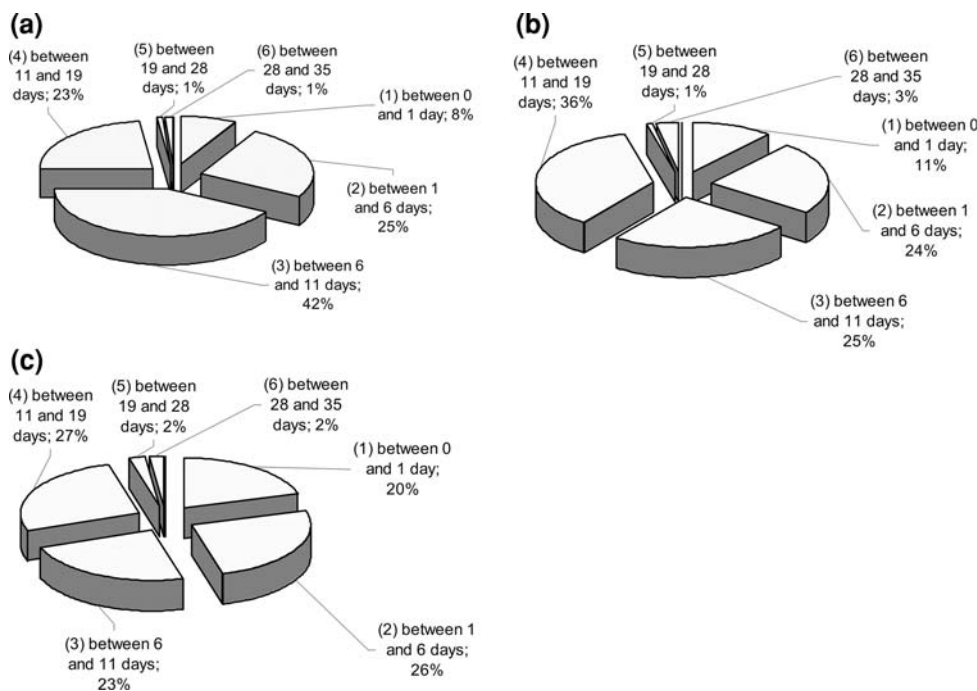 (a)
(4) between
11 and 19
days; 23%
(5) between
19 and 28
days; 1%
(6) between
28 and 35
days; 1%
(1) between 0
and 1 day; 8%
(2) between 1
and 6 days;
25%
(3) between 6
and 11 days;
42%
(b)
(4) between
11 and 19
days; 36%
(5) between
19 and 28
days; 1%
(6) between
28 and 35
days; 3%
(1) between 0
and 1 day;
11%
(2) between 1
and 6 days;
24%
(3) between 6
and 11 days;
25%
(c)
(4) between
11 and 19
days; 27%
(5) between
19 and 28
days; 2%
(6) between
28 and 35
days; 2%
(1) between 0
and 1 day;
20%
(2) between 1
and 6 days;
26%
(3) between 6
and 11 days;
23%